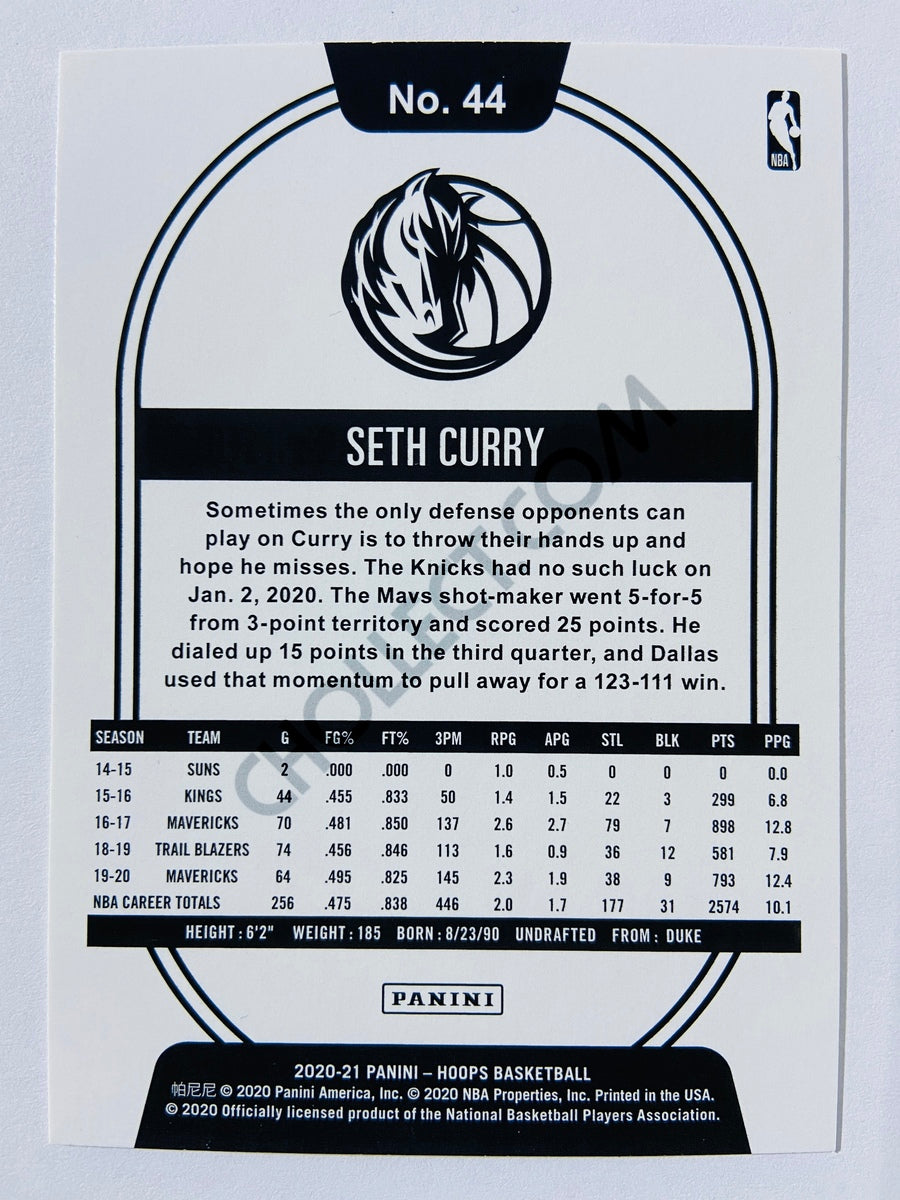 No. 44
NBA
SETH CURRY
Sometimes the only defense opponents can
play on Curry is to throw their hands up and
hope he misses. The Knicks had no such luck on
Jan. 2, 2020. The Mavs shot-maker went 5-for-5
from 3-point territory and scored 25 points. He
dialed up 15 points in the third quarter, and Dallas
used that momentum to pull away for a 123-111 win.
CHOLLECT.COM
SEASON TEAM G FG% FT% 3PM RPG APG STL BLK PTS PPG
14-15 SUNS 2 .000 .000 0 1.0 0.5 0 0 0 0.0
15-16 KINGS 44 .455 .833 50 1.4 1.5 22 3 299 6.8
16-17 MAVERICKS 70 .481 .850 137 2.6 2.7 79 7 898 12.8
18-19 TRAIL BLAZERS 74 .456 .846 113 1.6 0.9 36 12 581 7.9
19-20 MAVERICKS 64 .495 .825 145 2.3 1.9 38 9 793 12.4
NBA CAREER TOTALS 256 .475 .838 446 2.0 1.7 177 31 2574 10.1
HEIGHT: 6'2" WEIGHT: 185 BORN: 8/23/90 UNDRAFTED FROM: DUKE
PANINI
2020-21 PANINI – HOOPS BASKETBALL
帕尼尼 © 2020 Panini America, Inc. © 2020 NBA Properties, Inc. Printed in the USA.
© 2020 Officially licensed product of the National Basketball Players Association.